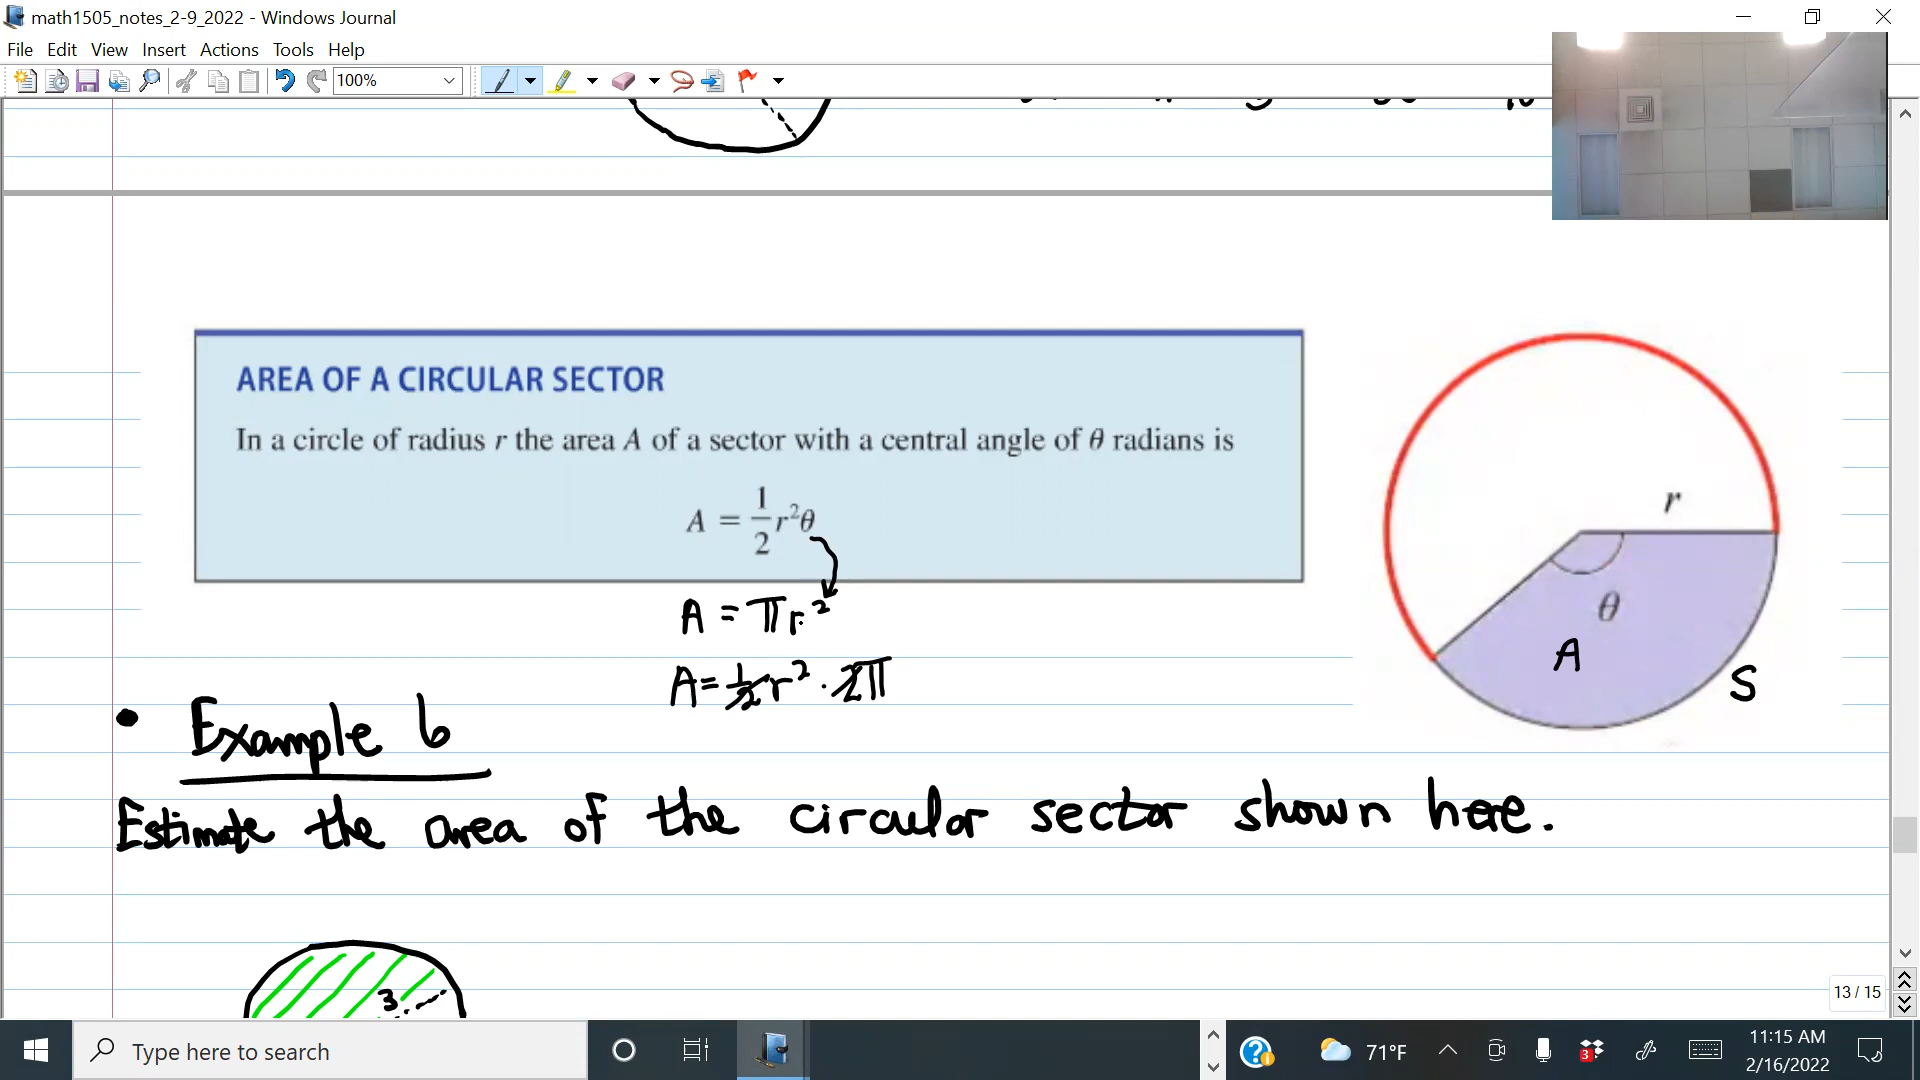 math1505_notes_2-9_2022 - Windows Journal
File Edit View Insert Actions Tools Help
100%
AREA OF A CIRCULAR SECTOR
In a circle of radius r the area A of a sector with a central angle of θ radians is
A = 1/2 r²θ
A = πr²
A = 1/2 r² · 2π
r
θ
A
S
• Example 6
Estimate the area of the circular sector shown here.
3
13 / 15
Type here to search
71°F
3
11:15 AM
2/16/2022